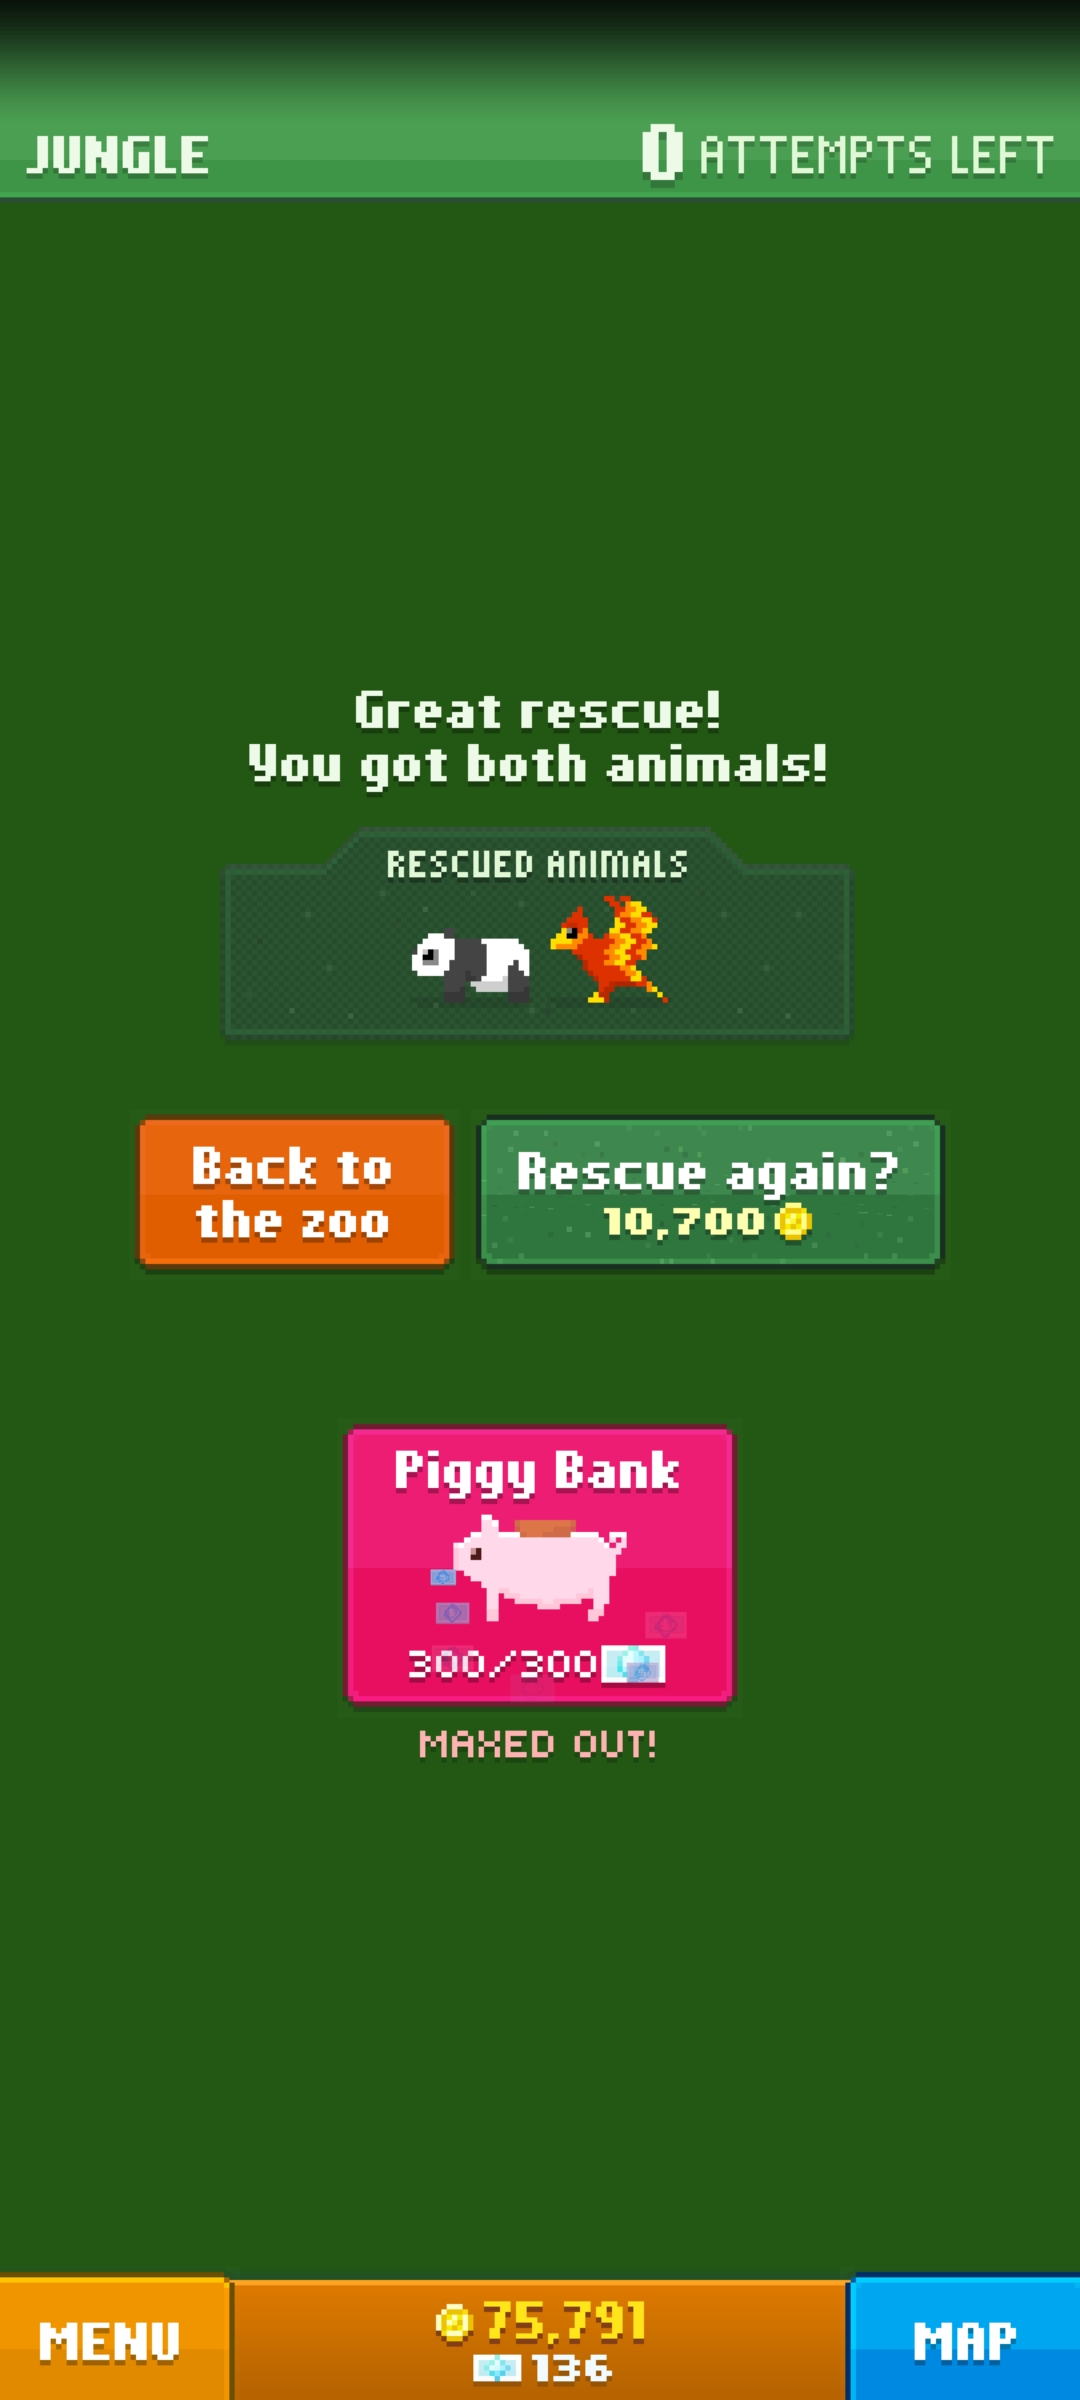 JUNGLE
0 ATTEMPTS LEFT
Great rescue!
You got both animals!
RESCUED ANIMALS
Back to
the zoo
Rescue again?
10,700
Piggy Bank
300/300
MAXED OUT!
MENU
75,791
136
MAP